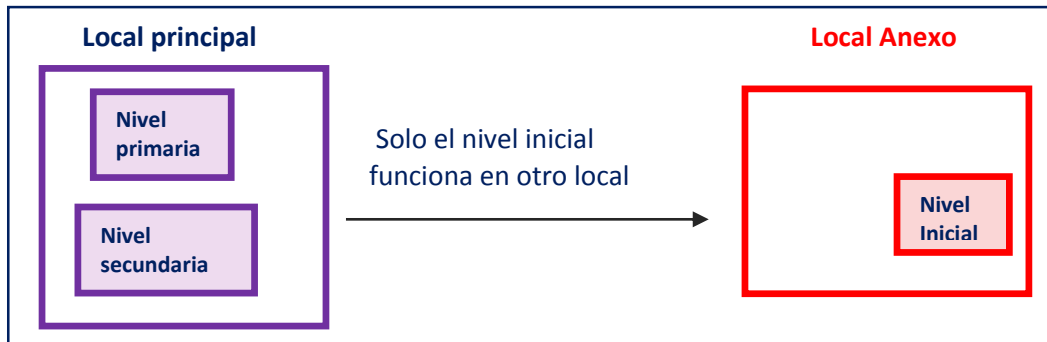 Local principal
Local Anexo
Nivel
primaria
Nivel
secundaria
Solo el nivel inicial
funciona en otro local
Nivel
Inicial